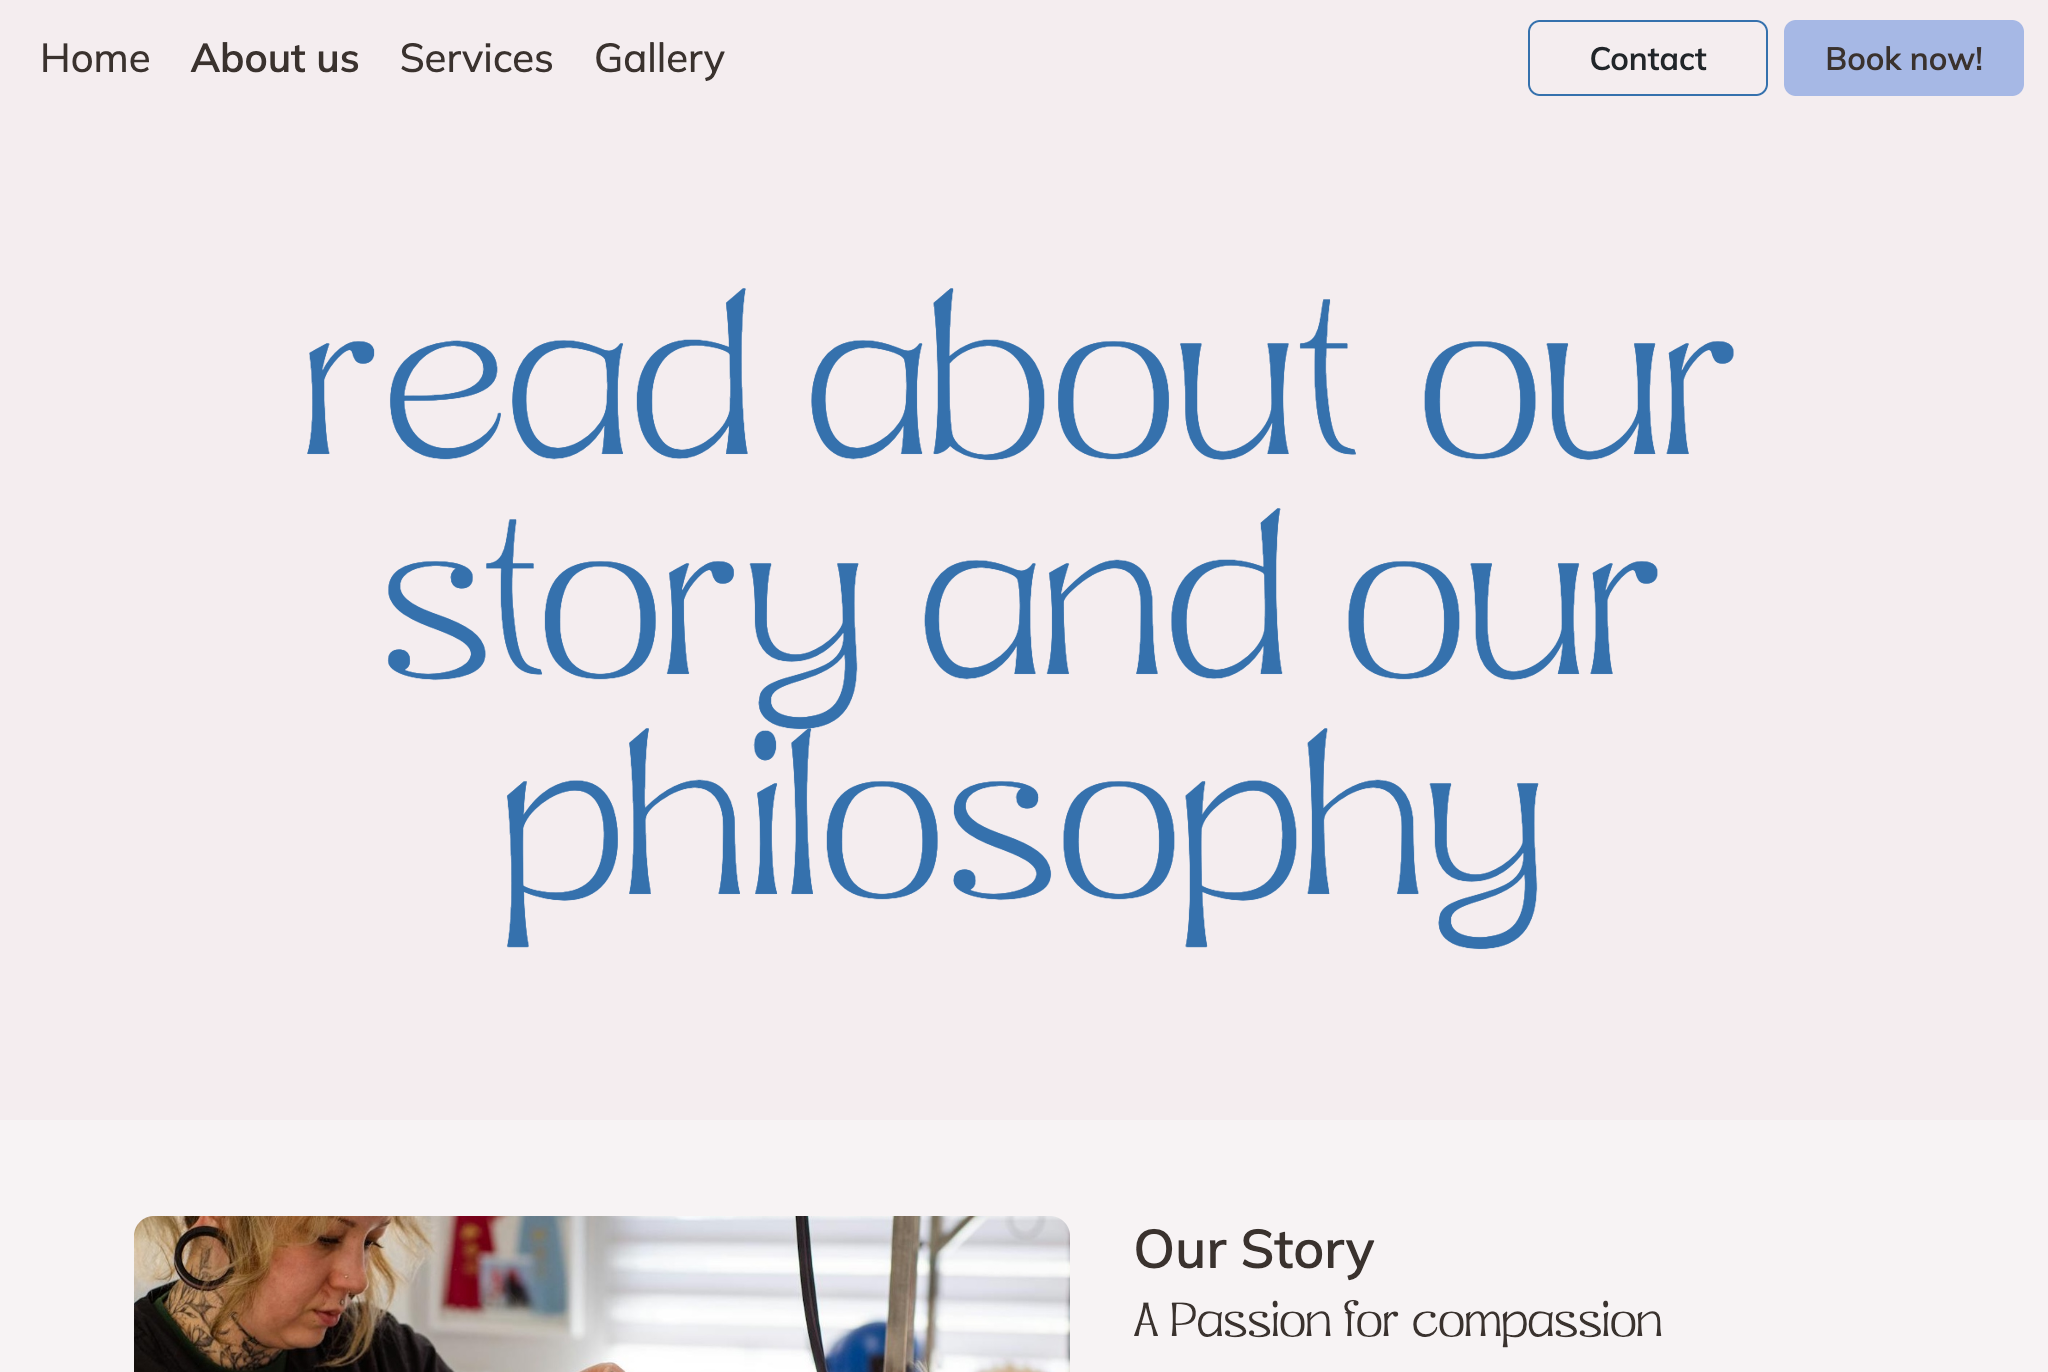 Home About us Services Gallery Contact Book now!
read about our
story and our
philosophy
Our Story
A Passion for compassion